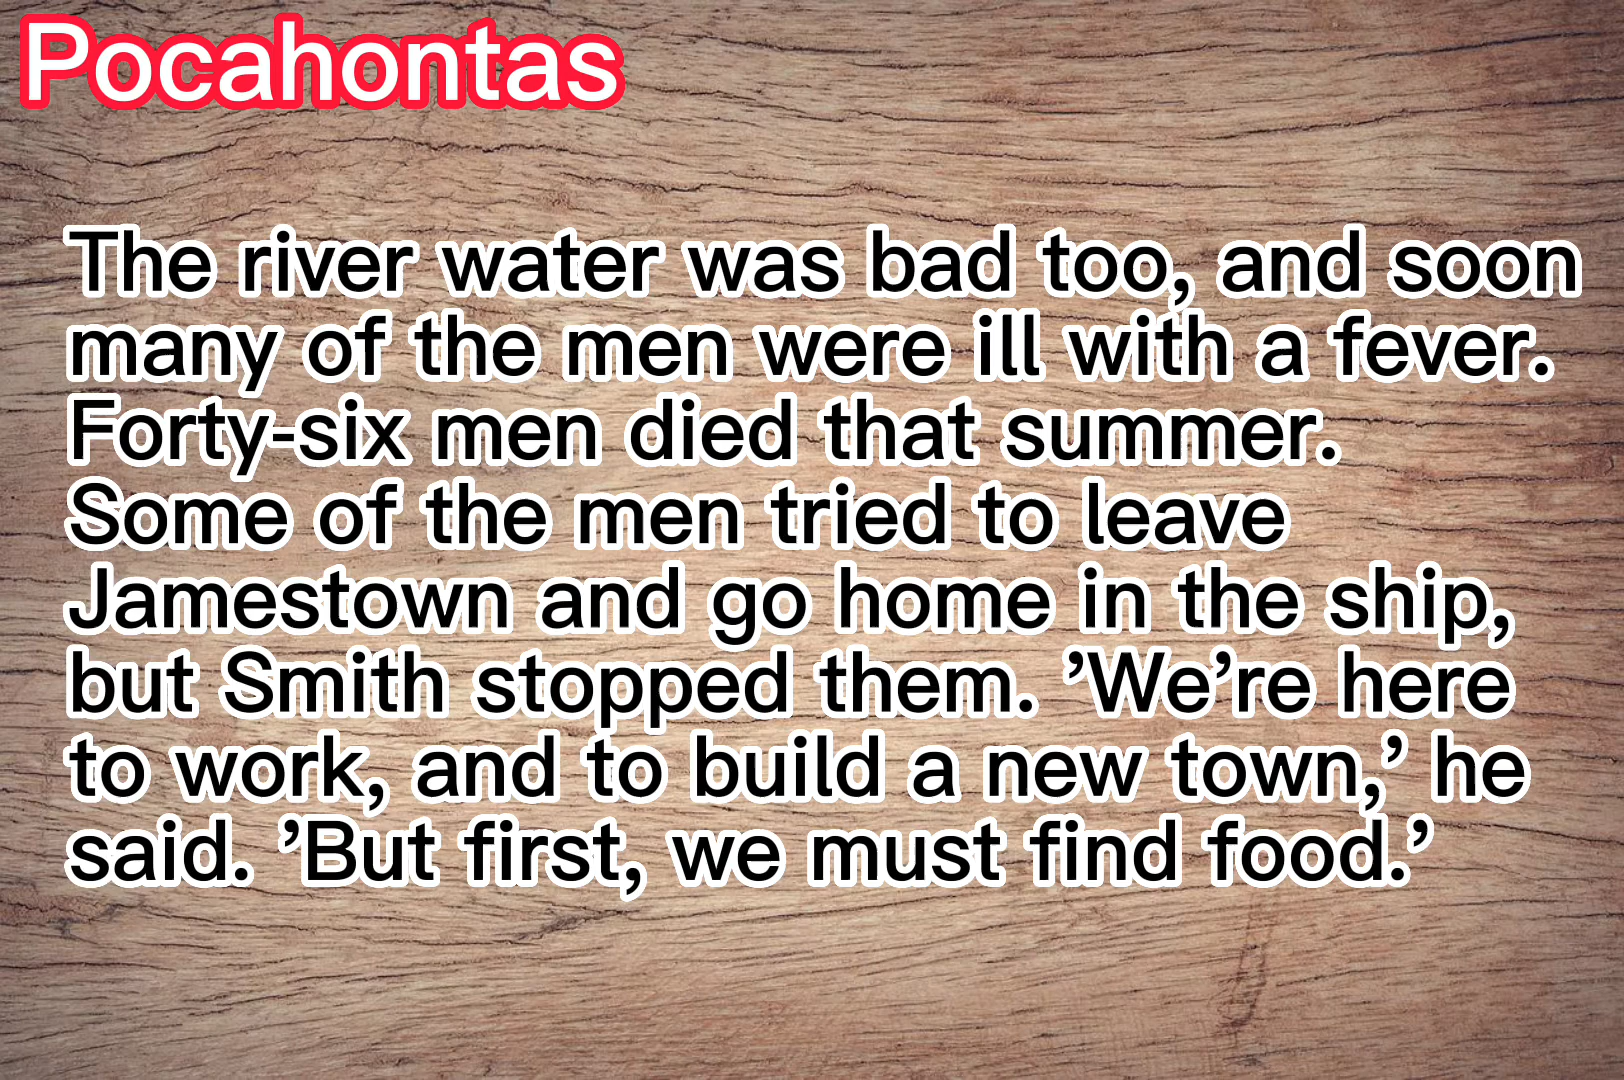 Pocahontas
The river water was bad too, and soon
many of the men were ill with a fever.
Forty-six men died that summer.
Some of the men tried to leave
Jamestown and go home in the ship,
but Smith stopped them. ’We’re here
to work, and to build a new town,’ he
said. ’But first, we must find food.’